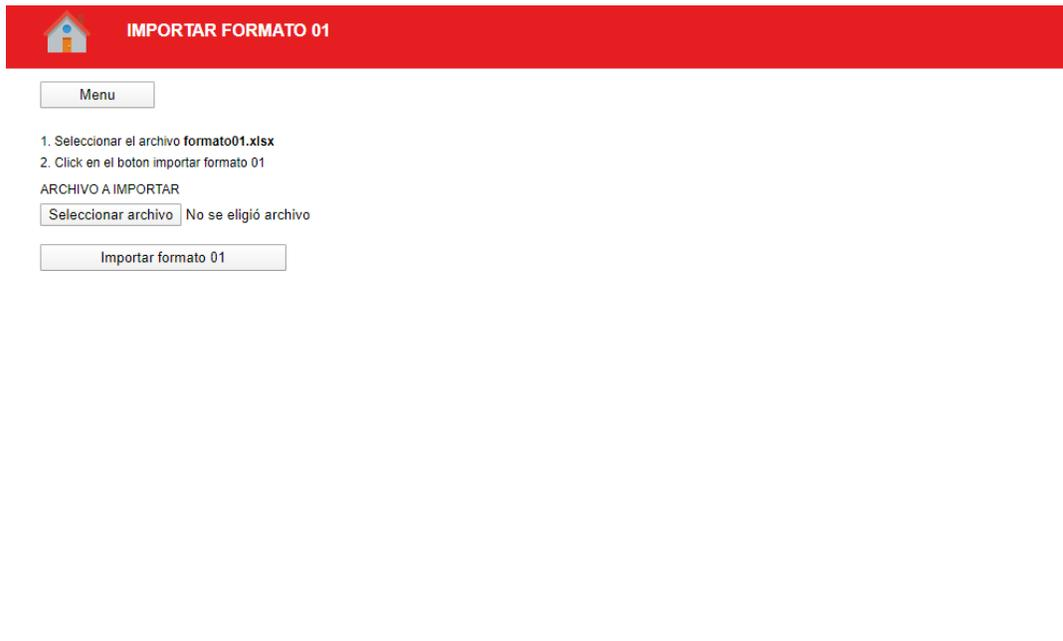 IMPORTAR FORMATO 01
Menu
1. Seleccionar el archivo formato01.xlsx
2. Click en el boton importar formato 01
ARCHIVO A IMPORTAR
Seleccionar archivo No se eligió archivo
Importar formato 01